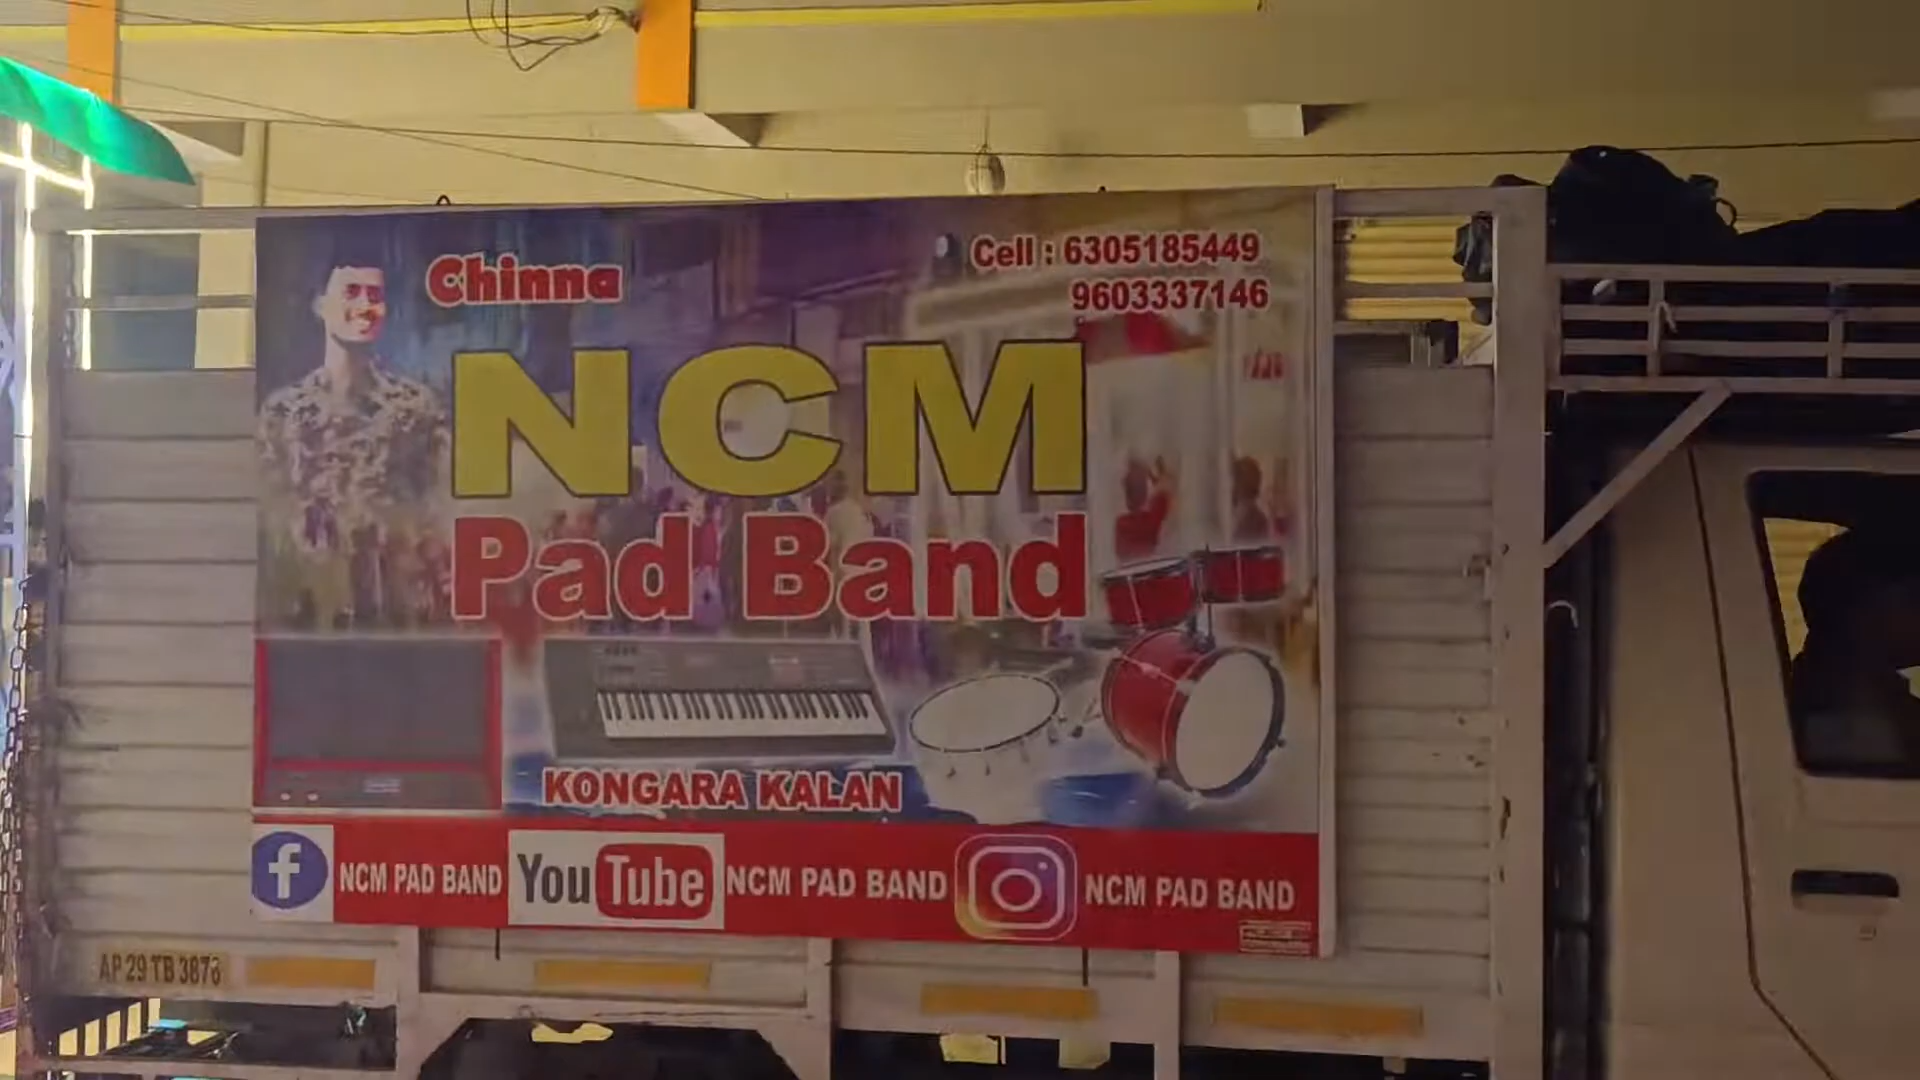 Chinna
Cell : 6305185449
9603337146
NCM
Pad Band
KONGARA KALAN
f NCM PAD BAND YouTube NCM PAD BAND NCM PAD BAND
AP 29 TB 3876